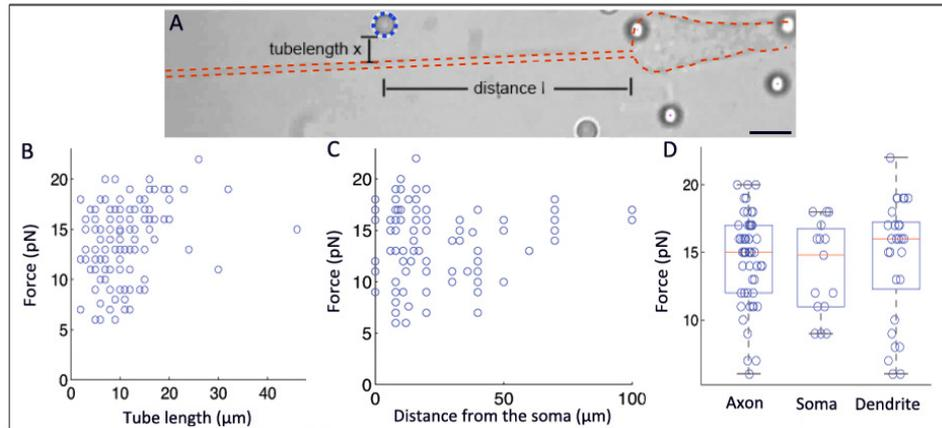 A
tubelength x
distance l
B
Force (pN)
20
15
10
5
0
0 10 20 30 40
Tube length (μm)
C
Force (pN)
20
15
10
5
0
0 50 100
Distance from the soma (μm)
D
Force (pN)
20
15
10
Axon Soma Dendrite